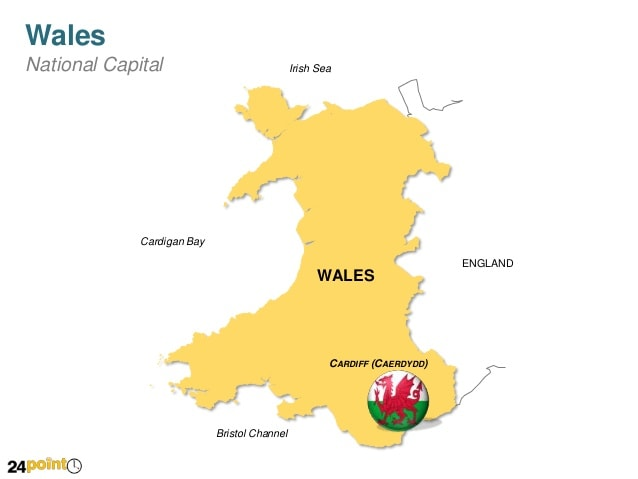 Wales
National Capital
Irish Sea
Cardigan Bay
ENGLAND
WALES
CARDIFF (CAERDYDD)
Bristol Channel
24point